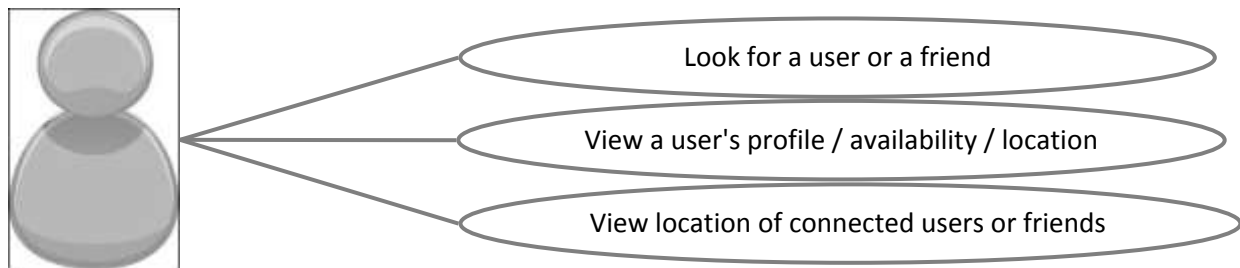 Look for a user or a friend
View a user's profile / availability / location
View location of connected users or friends